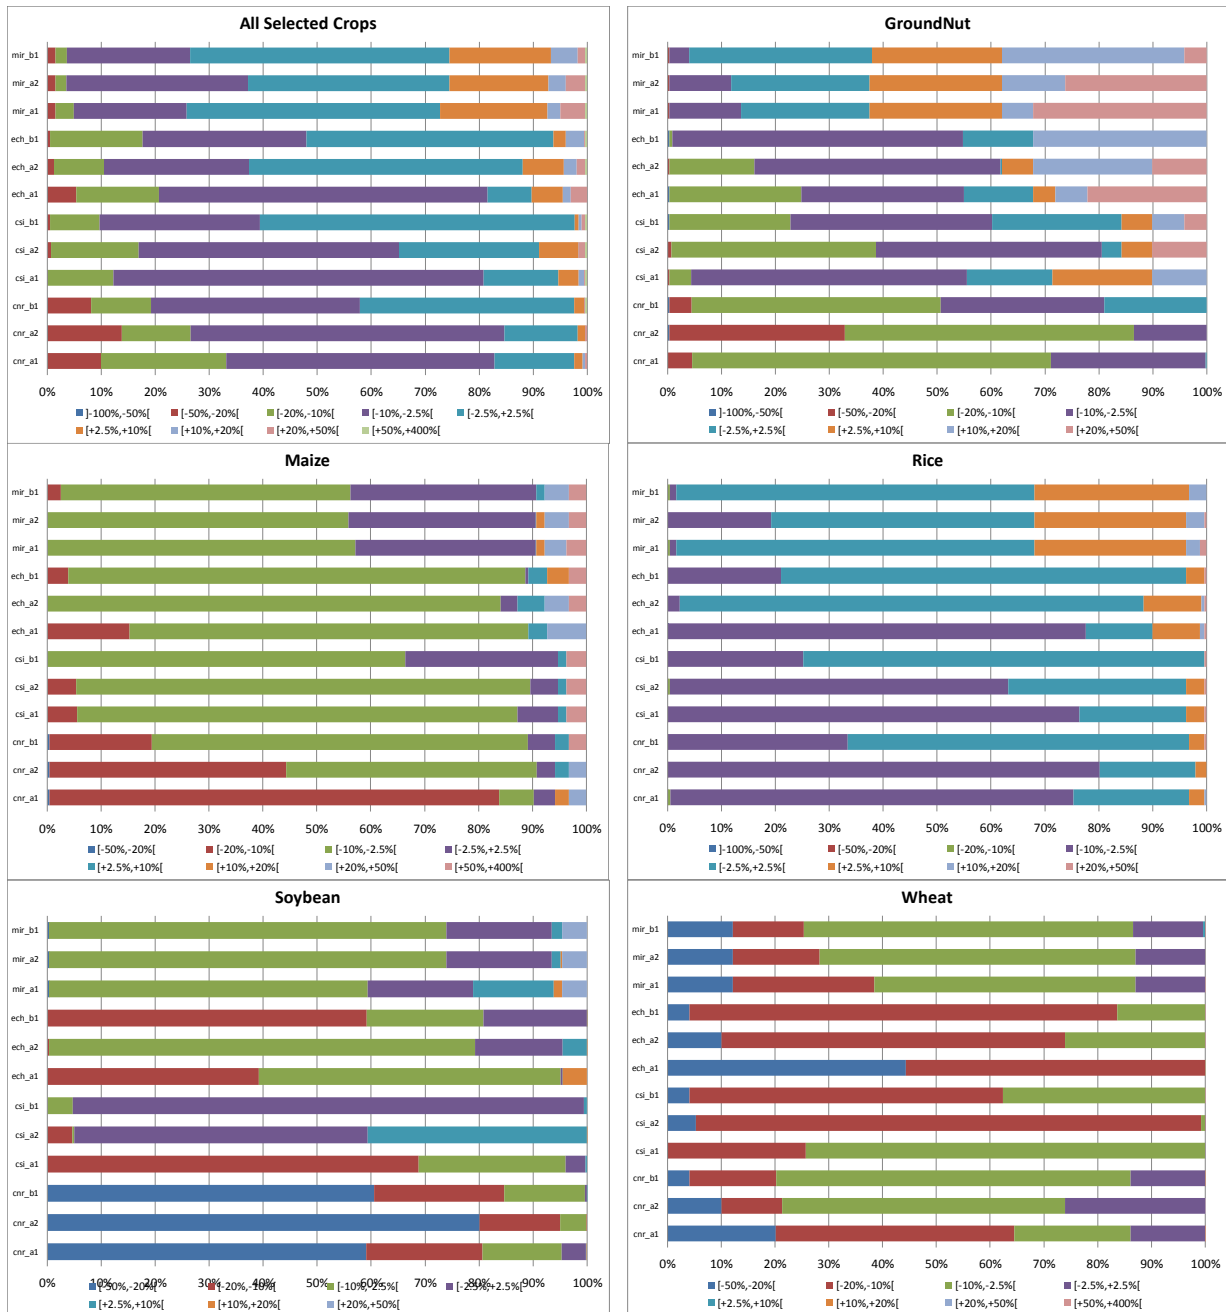 All Selected Crops
mir_b1
mir_a2
mir_a1
ech_b1
ech_a2
ech_a1
csi_b1
csi_a2
csi_a1
cnr_b1
cnr_a2
cnr_a1
0% 10% 20% 30% 40% 50% 60% 70% 80% 90% 100%
]-100%,-50%[ [-50%,-20%[ [-20%,-10%[ [-10%,-2.5%[ [-2.5%,+2.5%[
[+2.5%,+10%[ [+10%,+20%[ [+20%,+50%[ [+50%,+400%[
GroundNut
mir_b1
mir_a2
mir_a1
ech_b1
ech_a2
ech_a1
csi_b1
csi_a2
csi_a1
cnr_b1
cnr_a2
cnr_a1
0% 10% 20% 30% 40% 50% 60% 70% 80% 90% 100%
]-100%,-50%[ [-50%,-20%[ [-20%,-10%[ [-10%,-2.5%[
[-2.5%,+2.5%[ [+2.5%,+10%[ [+10%,+20%[ [+20%,+50%[
Maize
mir_b1
mir_a2
mir_a1
ech_b1
ech_a2
ech_a1
csi_b1
csi_a2
csi_a1
cnr_b1
cnr_a2
cnr_a1
0% 10% 20% 30% 40% 50% 60% 70% 80% 90% 100%
[-50%,-20%[ [-20%,-10%[ [-10%,-2.5%[ [-2.5%,+2.5%[
[+2.5%,+10%[ [+10%,+20%[ [+20%,+50%[ [+50%,+400%[
Rice
mir_b1
mir_a2
mir_a1
ech_b1
ech_a2
ech_a1
csi_b1
csi_a2
csi_a1
cnr_b1
cnr_a2
cnr_a1
0% 10% 20% 30% 40% 50% 60% 70% 80% 90% 100%
]-100%,-50%[ [-50%,-20%[ [-20%,-10%[ [-10%,-2.5%[
[-2.5%,+2.5%[ [+2.5%,+10%[ [+10%,+20%[ [+20%,+50%[
Soybean
mir_b1
mir_a2
mir_a1
ech_b1
ech_a2
ech_a1
csi_b1
csi_a2
csi_a1
cnr_b1
cnr_a2
cnr_a1
0% 10% 20% 30% 40% 50% 60% 70% 80% 90% 100%
[-50%,-20%[ [-20%,-10%[ [-10%,-2.5%[ [-2.5%,+2.5%[
[+2.5%,+10%[ [+10%,+20%[ [+20%,+50%[
Wheat
mir_b1
mir_a2
mir_a1
ech_b1
ech_a2
ech_a1
csi_b1
csi_a2
csi_a1
cnr_b1
cnr_a2
cnr_a1
0% 10% 20% 30% 40% 50% 60% 70% 80% 90% 100%
[-50%,-20%[ [-20%,-10%[ [-10%,-2.5%[ [-2.5%,+2.5%[
[+2.5%,+10%[ [+10%,+20%[ [+20%,+50%[ [+50%,+400%[